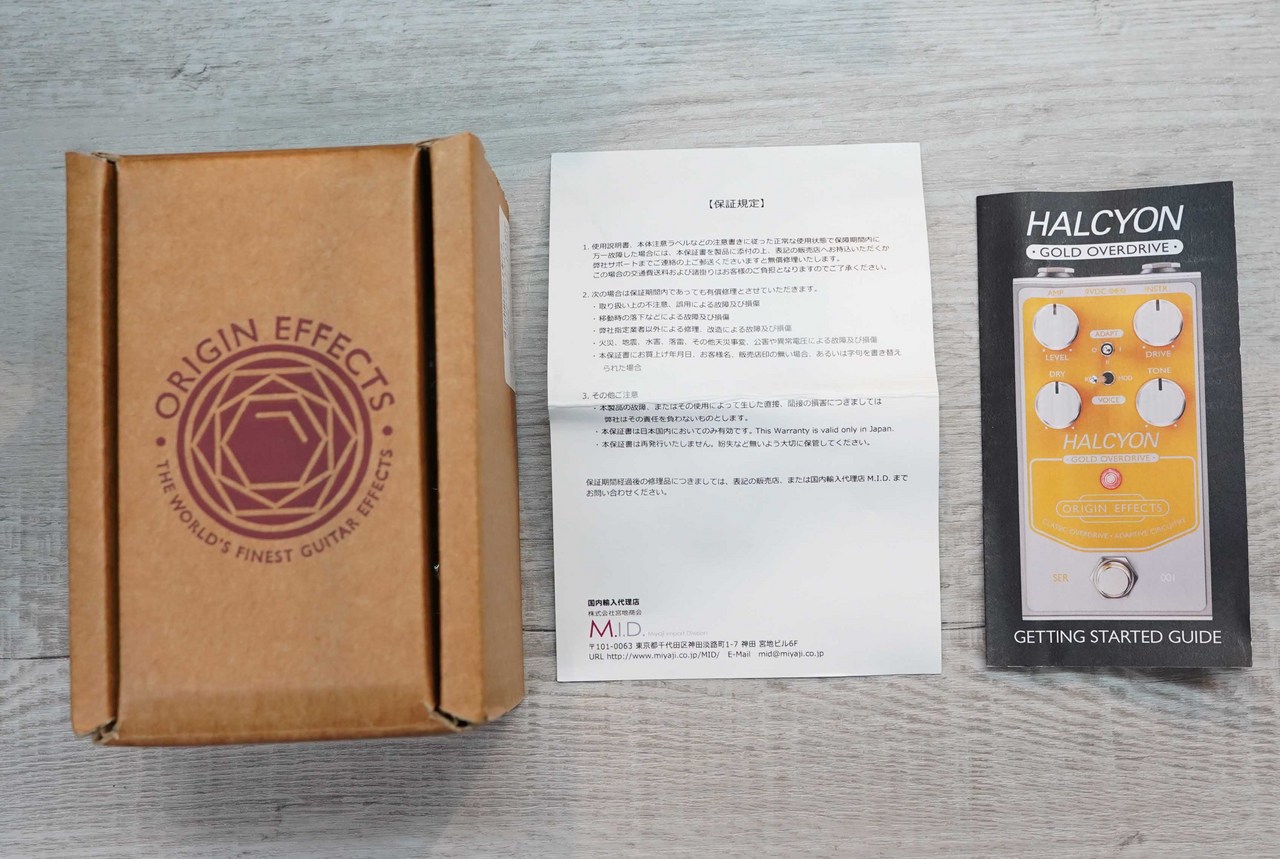 ORIGIN EFFECTS
THE WORLD'S FINEST GUITAR EFFECTS
【保証規定】
1. 使用説明書、本体注意ラベルなどの注意書きに従った正常な使用状態で保障期間内に
万一故障した場合には、本保証書を製品に添付の上、表記の販売店へお持込いただくか
弊社サポートまでご連絡の上ご郵送くださいますと無償修理いたします。
この場合の交通費送料および諸掛りはお客様のご負担となりますのでご了承ください。
2. 次の場合は保証期間内であっても有償修理とさせていただきます。
・取り扱い上の不注意、誤用による故障及び損傷
・移動時の落下などによる故障及び損傷
・弊社指定業者以外による修理、改造による故障及び損傷
・火災、地震、水害、落雷、その他天災事変、公害や異常電圧による故障及び損傷
・本保証書にお買上げ年月日、お客様名、販売店印の無い場合、あるいは字句を書き替え
られた場合
3. その他ご注意
・本製品の故障、またはその使用によって生じた直接、間接の損害につきましては
弊社はその責任を負わないものとします。
・本保証書は日本国内においてのみ有効です。This Warranty is valid only in Japan.
・本保証書は再発行いたしません。紛失など無いよう大切に保管してください。
保証期間経過後の修理品につきましては、表記の販売店、または国内輸入代理店 M.I.D. まで
お問い合わせください。
国内輸入代理店
株式会社宮地商会
M.I.D. Miyaji Import Division
〒101-0063 東京都千代田区神田淡路町1-7 神田 宮地ビル6F
URL http://www.miyaji.co.jp/MID/ E-Mail mid@miyaji.co.jp
HALCYON
・GOLD OVERDRIVE・
AMP 9VDC INSTR.
LEVEL ADAPT DRIVE
DRY TONE
VOICE
HALCYON
・GOLD OVERDRIVE・
ORIGIN EFFECTS
CLASSIC OVERDRIVE・ADAPTIVE CIRCUITRY
SER. 001
GETTING STARTED GUIDE